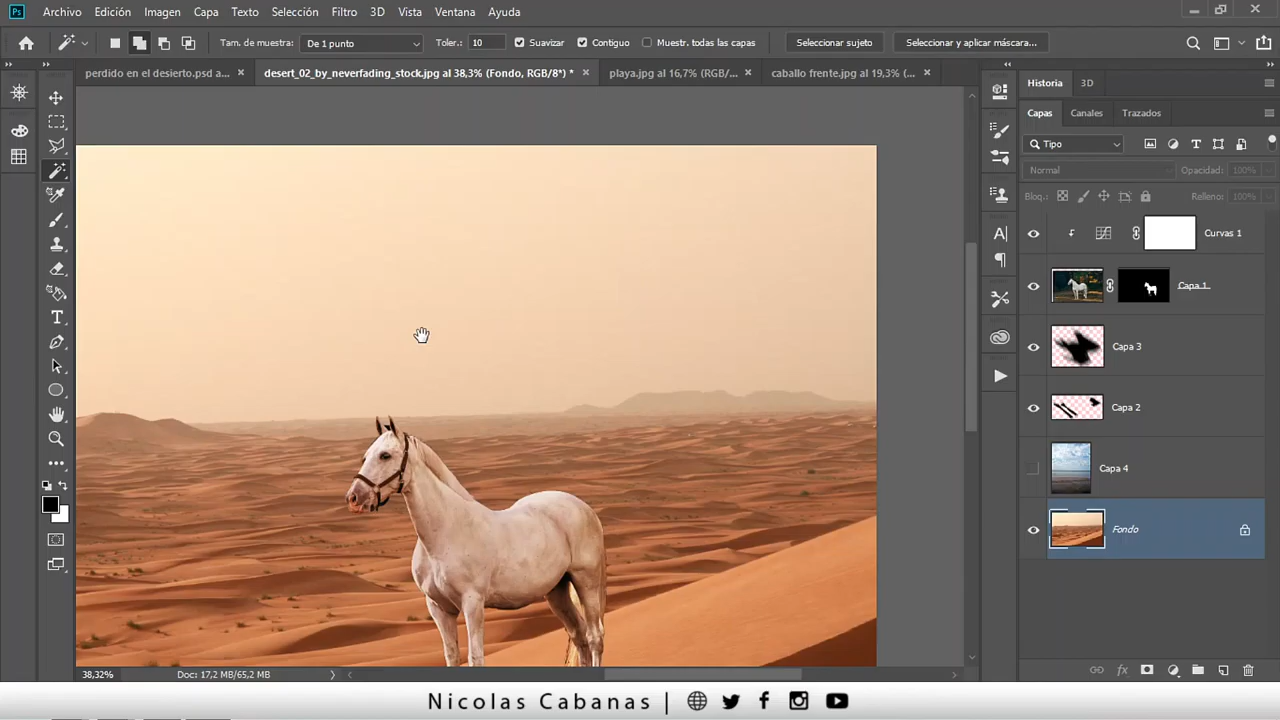 Ps Archivo Edición Imagen Capa Texto Selección Filtro 3D Vista Ventana Ayuda
Tam. de muestra: De 1 punto Toler.: 10 Suavizar Contiguo Muestr. todas las capas Seleccionar sujeto Seleccionar y aplicar máscara...
perdido en el desierto.psd a... × desert_02_by_neverfading_stock.jpg al 38,3% (Fondo, RGB/8*) * × playa.jpg al 16,7% (RGB/... × caballo frente.jpg al 19,3% (... ×
Historia 3D
Capas Canales Trazados
Tipo
Normal Opacidad: 100%
Bloq.: Relleno: 100%
Curvas 1
Capa 1
Capa 3
Capa 2
Capa 4
Fondo
38,32% Doc: 17,2 MB/65,2 MB
Nicolas Cabanas |